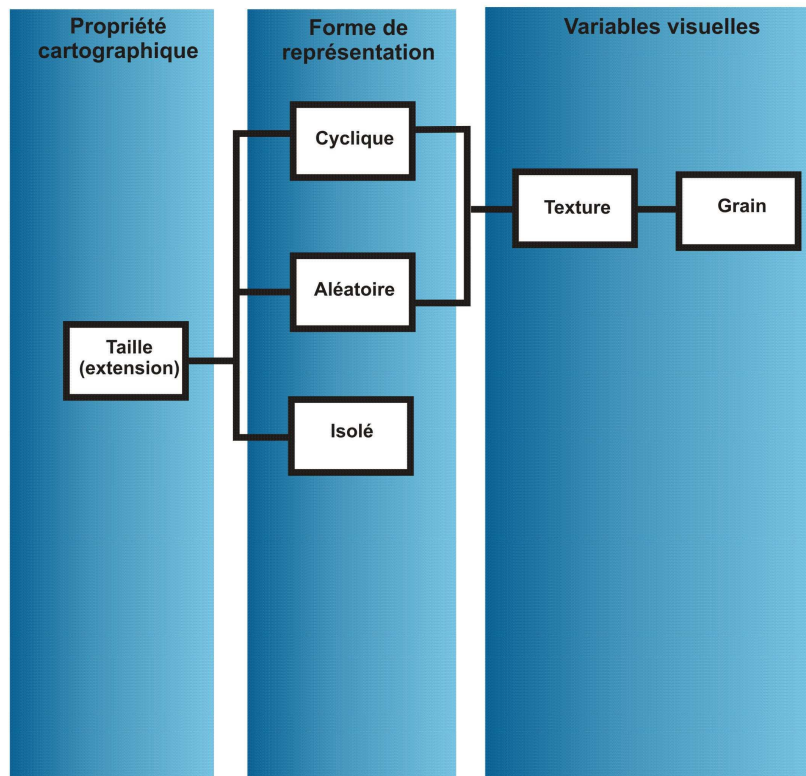 Propriété
cartographique
Forme de
représentation
Variables visuelles
Cyclique
Texture
Grain
Aléatoire
Taille
(extension)
Isolé